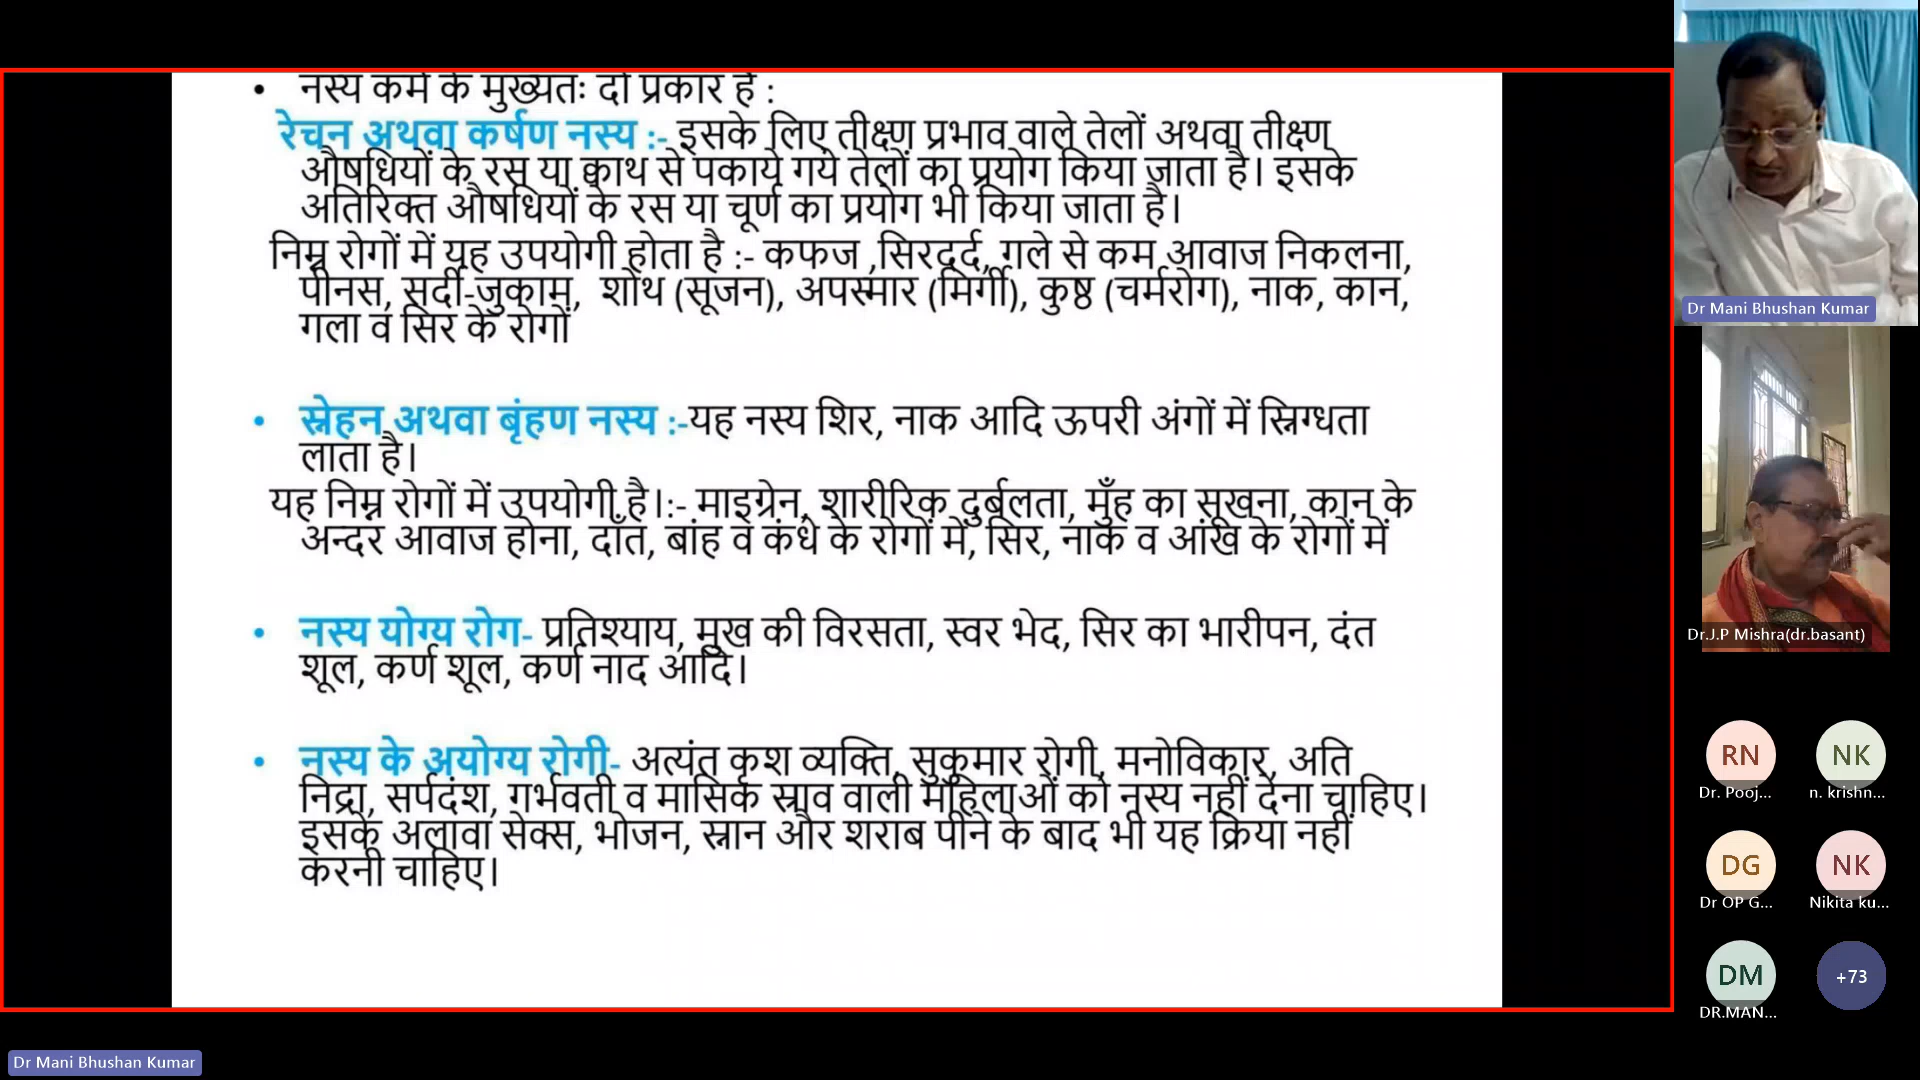 • नस्य कर्म के मुख्यतः दो प्रकार है :
रेचन अथवा कर्षण नस्य :- इसके लिए तीक्ष्ण प्रभाव वाले तेलों अथवा तीक्ष्ण
औषधियों के रस या क्वाथ से पकाये गये तेलों का प्रयोग किया जाता है। इसके
अतिरिक्त औषधियों के रस या चूर्ण का प्रयोग भी किया जाता है।
निम्न रोगों में यह उपयोगी होता है :- कफज ,सिरदर्द, गले से कम आवाज निकलना,
पीनस, सर्दी-जुकाम, शोथ (सूजन), अपस्मार (मिर्गी), कुष्ठ (चर्मरोग), नाक, कान,
गला व सिर के रोगों
• स्नेहन अथवा बृंहण नस्य :-यह नस्य शिर, नाक आदि ऊपरी अंगों में स्निग्धता
लाता है।
यह निम्न रोगों में उपयोगी है।:- माइग्रेन, शारीरिक दुर्बलता, मुँह का सूखना, कान के
अन्दर आवाज होना, दाँत, बांह व कंधे के रोगों में, सिर, नाक व आंख के रोगों में
• नस्य योग्य रोग- प्रतिश्याय, मुख की विरसता, स्वर भेद, सिर का भारीपन, दंत
शूल, कर्ण शूल, कर्ण नाद आदि।
• नस्य के अयोग्य रोगी- अत्यंत कृश व्यक्ति, सुकुमार रोगी, मनोविकार, अति
निद्रा, सर्पदंश, गर्भवती व मासिक स्राव वाली महिलाओं को नस्य नहीं देना चाहिए।
इसके अलावा सेक्स, भोजन, स्नान और शराब पीने के बाद भी यह क्रिया नहीं
करनी चाहिए।
Dr Mani Bhushan Kumar
Dr.J.P Mishra(dr.basant)
RN NK
Dr. Pooj... n. krishn...
DG NK
Dr OP G... Nikita ku...
DM +73
DR.MAN...
Dr Mani Bhushan Kumar